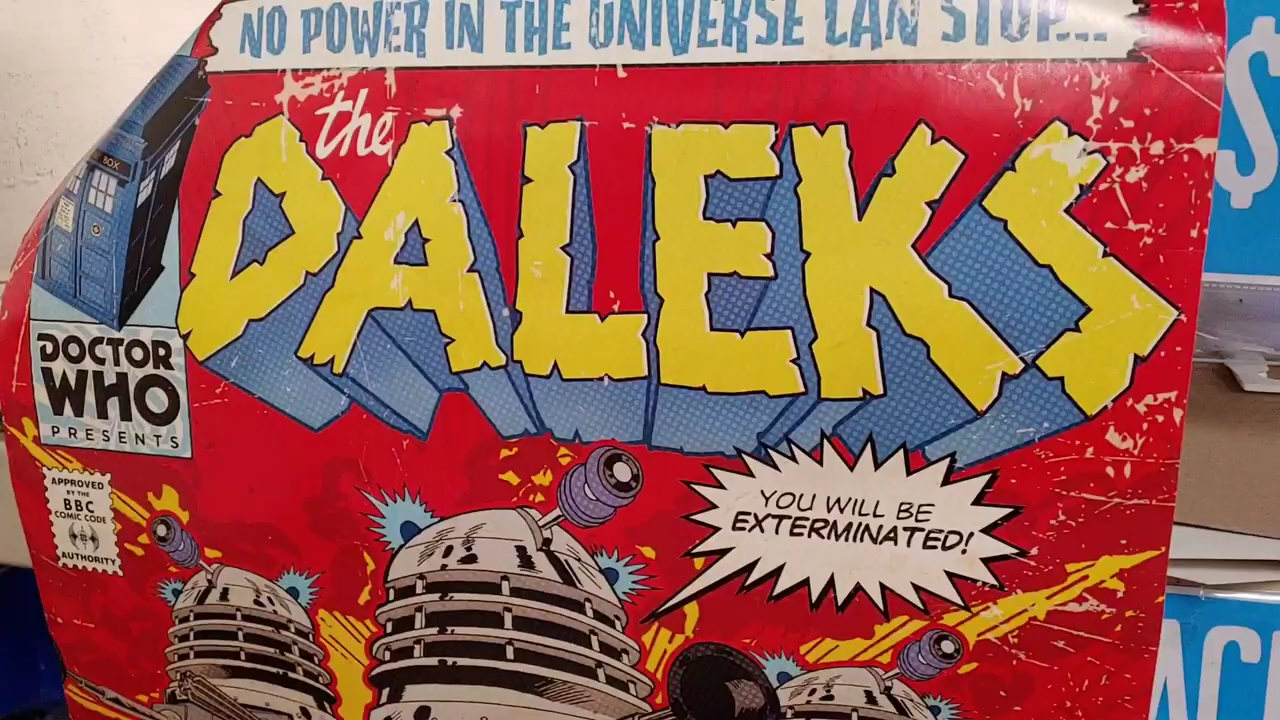 NO POWER IN THE UNIVERSE CAN STOP...
the
DALEKS
BOX
DOCTOR
WHO
PRESENTS
APPROVED
BY THE
BBC
COMIC CODE
AUTHORITY
YOU WILL BE
EXTERMINATED!
$